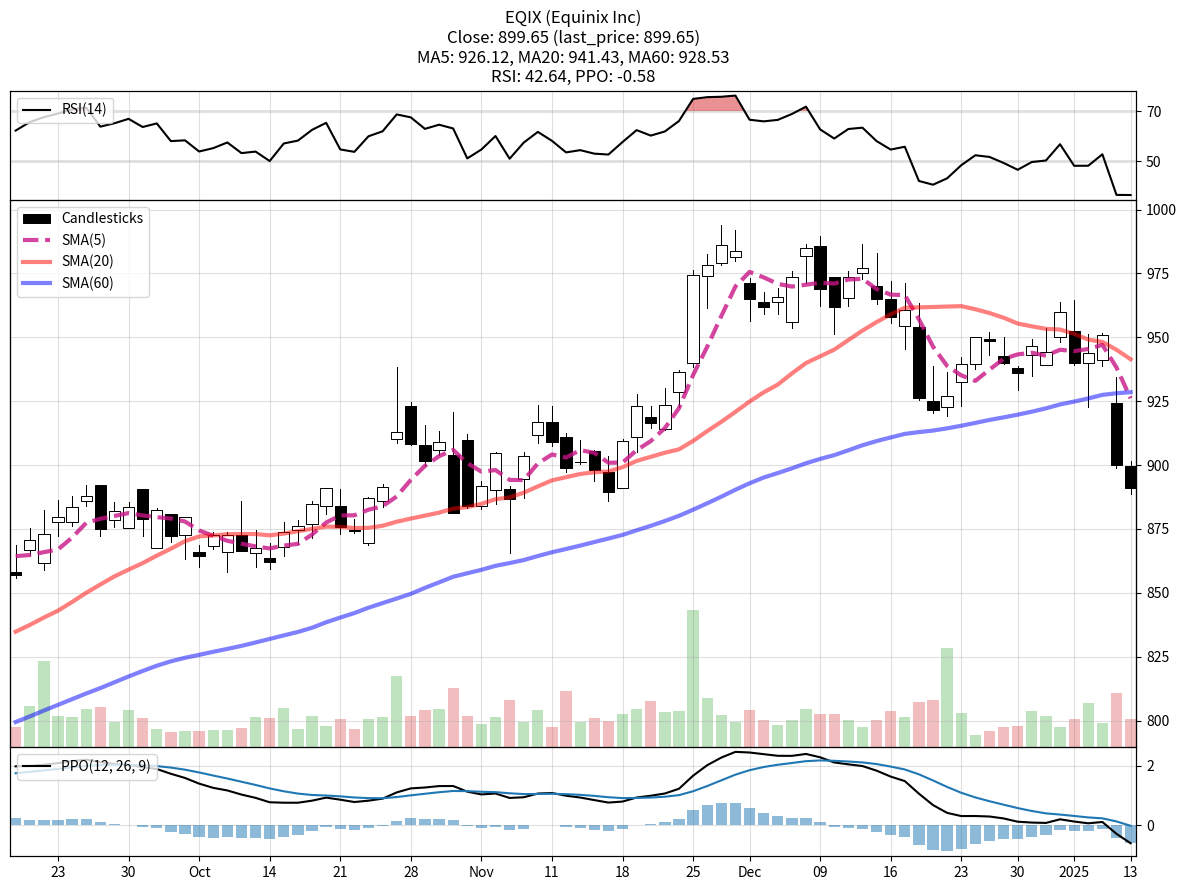 EQIX (Equinix Inc)
Close: 899.65 (last_price: 899.65)
MA5: 926.12, MA20: 941.43, MA60: 928.53
RSI: 42.64, PPO: -0.58
RSI(14)
70
50
Candlesticks
SMA(5)
SMA(20)
SMA(60)
1000
975
950
925
900
875
850
825
800
PPO(12, 26, 9)
2
0
23 30 Oct 14 21 28 Nov 11 18 25 Dec 09 16 23 30 2025 13